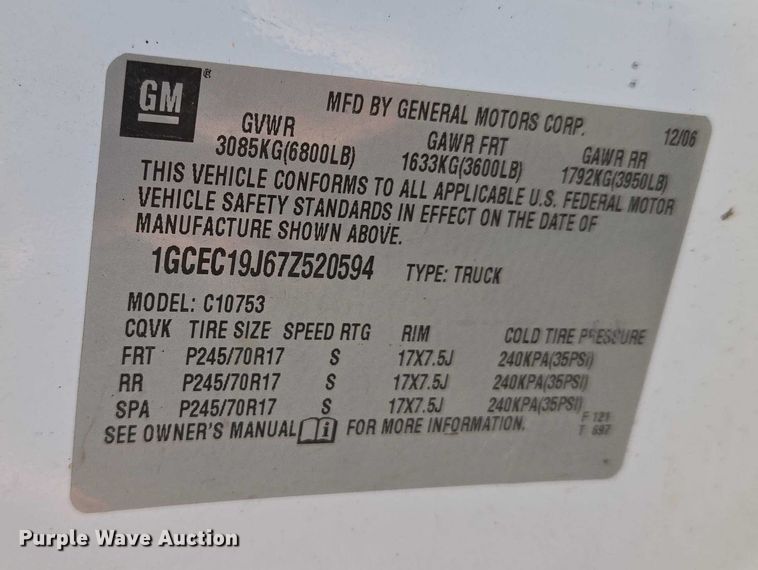 GM®
MFD BY GENERAL MOTORS CORP. 12/06
GVWR GAWR FRT GAWR RR
3085KG(6800LB) 1633KG(3600LB) 1792KG(3950LB)
THIS VEHICLE CONFORMS TO ALL APPLICABLE U.S. FEDERAL MOTOR
VEHICLE SAFETY STANDARDS IN EFFECT ON THE DATE OF
MANUFACTURE SHOWN ABOVE.
1GCEC19J67Z520594 TYPE: TRUCK
MODEL: C10753
CQVK TIRE SIZE SPEED RTG RIM COLD TIRE PRESSURE
FRT P245/70R17 S 17X7.5J 240KPA(35PSI)
RR P245/70R17 S 17X7.5J 240KPA(35PSI)
SPA P245/70R17 S 17X7.5J 240KPA(35PSI)
SEE OWNER'S MANUAL i FOR MORE INFORMATION.
F 121
T 697
Purple Wave Auction